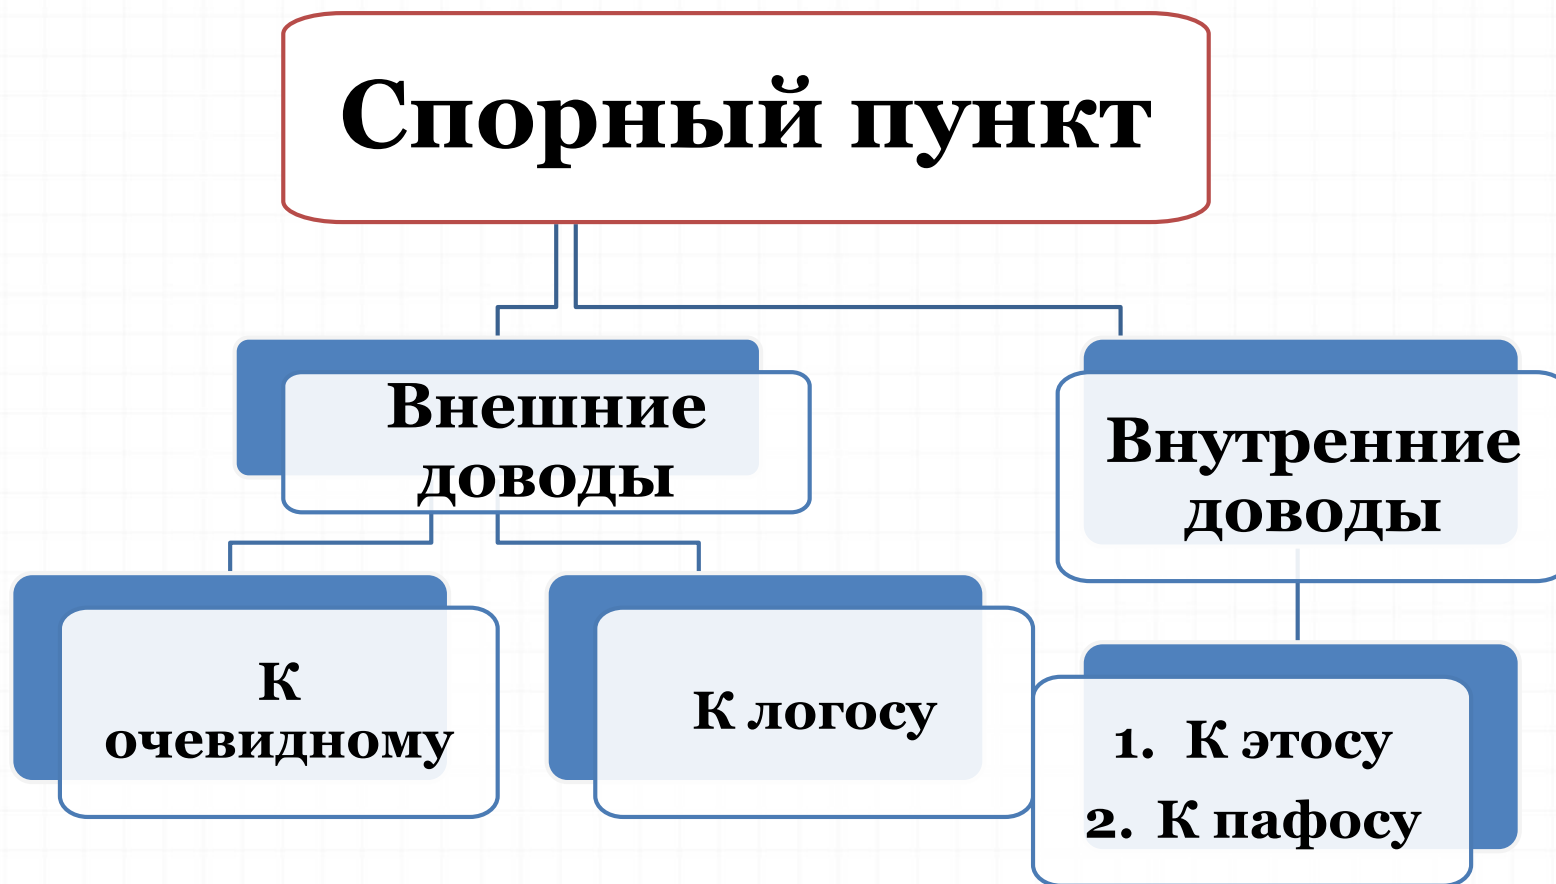 Спорный пункт
Внешние
доводы
Внутренние
доводы
К
очевидному
К логосу
1. К этосу
2. К пафосу